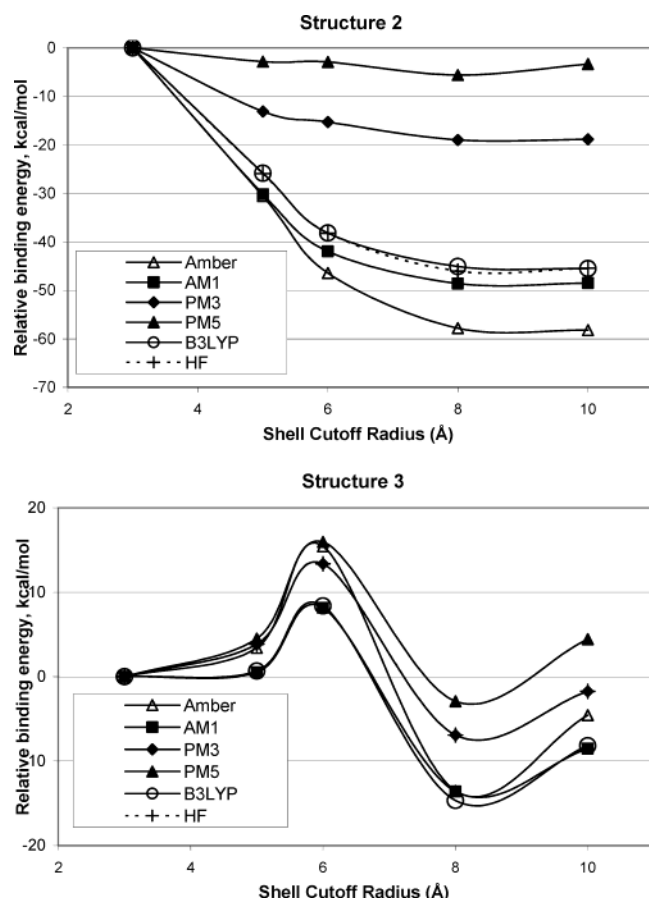 Structure 2
Relative binding energy, kcal/mol
0
-10
-20
-30
-40
-50
-60
-70
Amber
AM1
PM3
PM5
B3LYP
HF
2
4
6
8
10
Shell Cutoff Radius (Å)
Structure 3
Relative binding energy, kcal/mol
20
10
0
-10
-20
Amber
AM1
PM3
PM5
B3LYP
HF
2
4
6
8
10
Shell Cutoff Radius (Å)